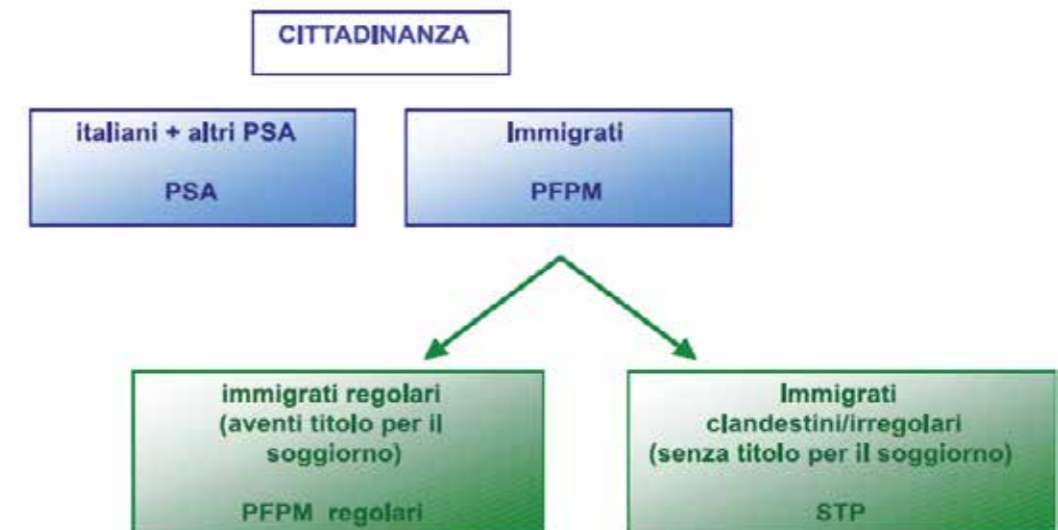 CITTADINANZA
italiani + altri PSA
PSA
Immigrati
PFPM
immigrati regolari
(aventi titolo per il
soggiorno)
PFPM regolari
Immigrati
clandestini/irregolari
(senza titolo per il soggiorno)
STP